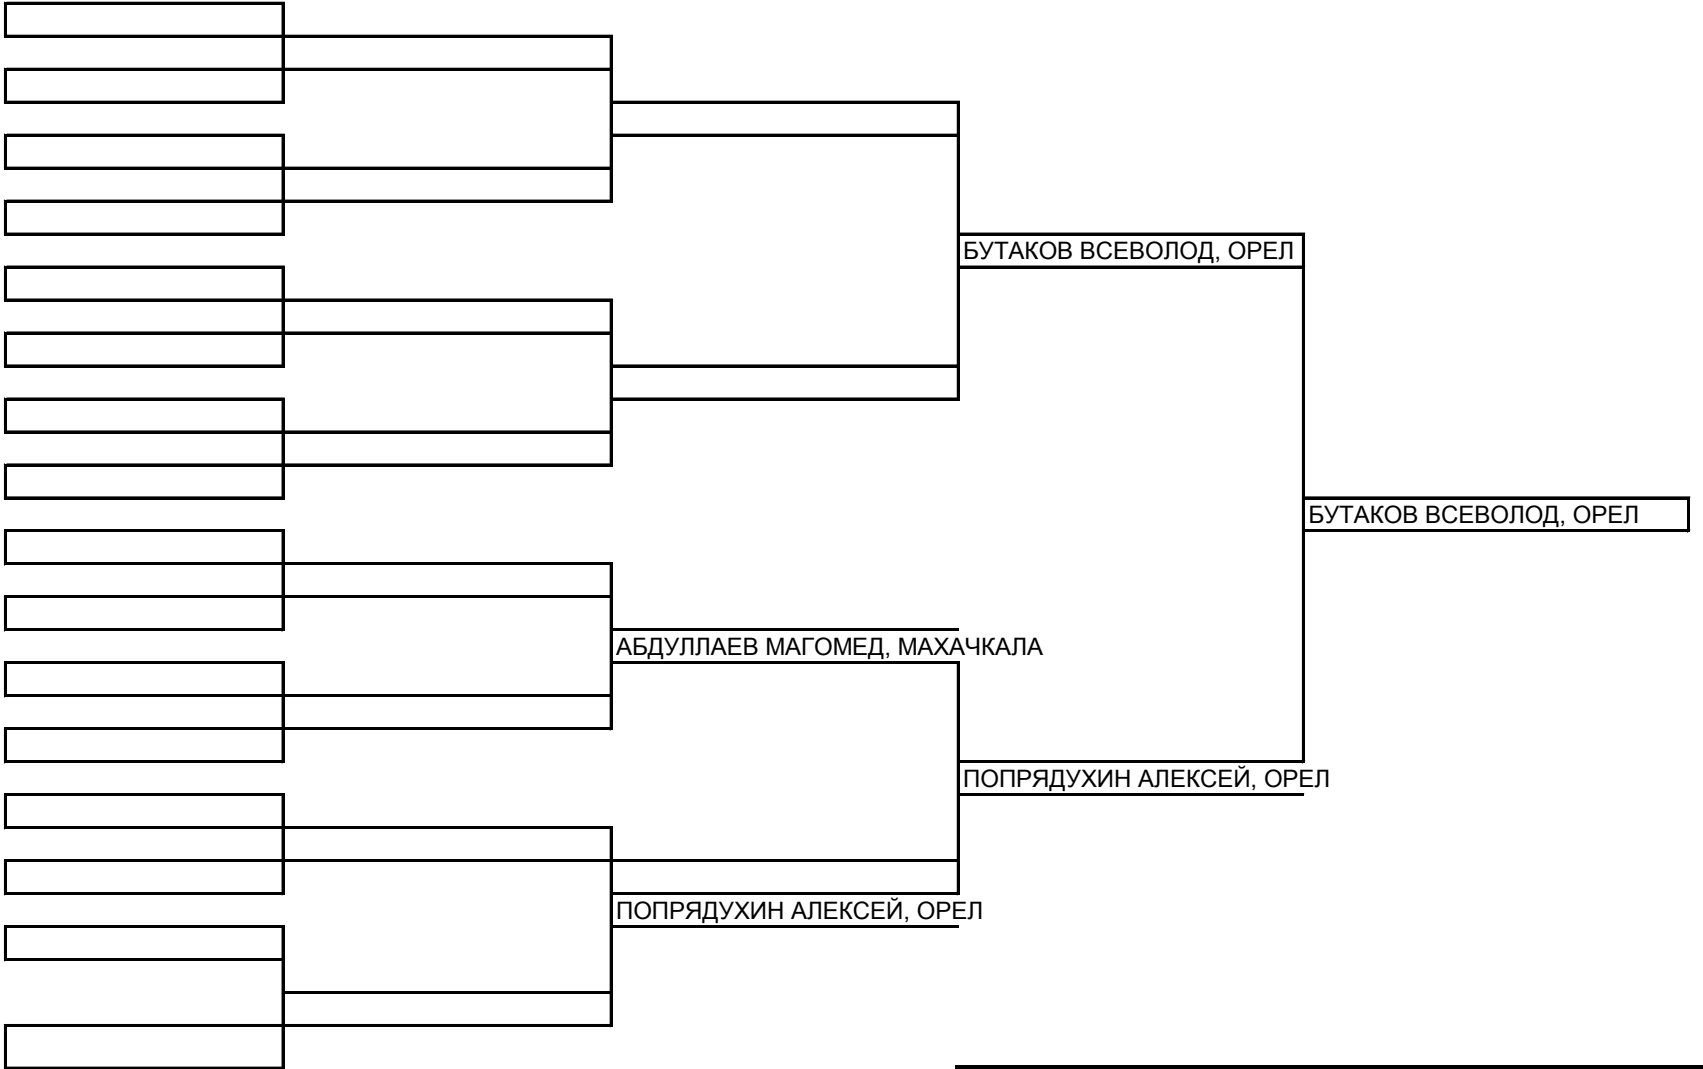 БУТАКОВ ВСЕВОЛОД, ОРЕЛ
БУТАКОВ ВСЕВОЛОД, ОРЕЛ
АБДУЛЛАЕВ МАГОМЕД, МАХАЧКАЛА
ПОПРЯДУХИН АЛЕКСЕЙ, ОРЕЛ
ПОПРЯДУХИН АЛЕКСЕЙ, ОРЕЛ